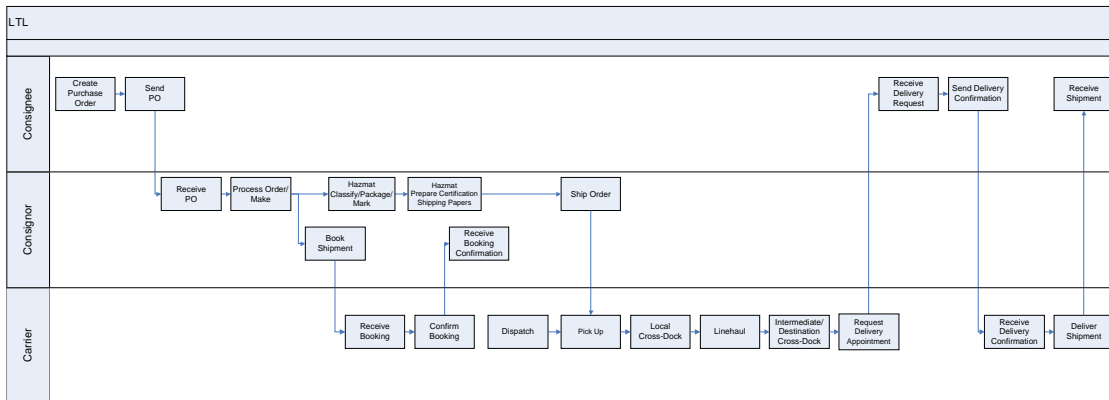 LTL
Consignee
Create
Purchase
Order
Send
PO
Receive
Delivery
Request
Send Delivery
Confirmation
Receive
Shipment
Consignor
Receive
PO
Process Order/
Make
Hazmat
Classify/Package/
Mark
Hazmat
Prepare Certification
Shipping Papers
Ship Order
Book
Shipment
Receive
Booking
Confirmation
Carrier
Receive
Booking
Confirm
Booking
Dispatch
Pick Up
Local
Cross-Dock
Linehaul
Intermediate/
Destination
Cross-Dock
Request
Delivery
Appointment
Receive
Delivery
Confirmation
Deliver
Shipment